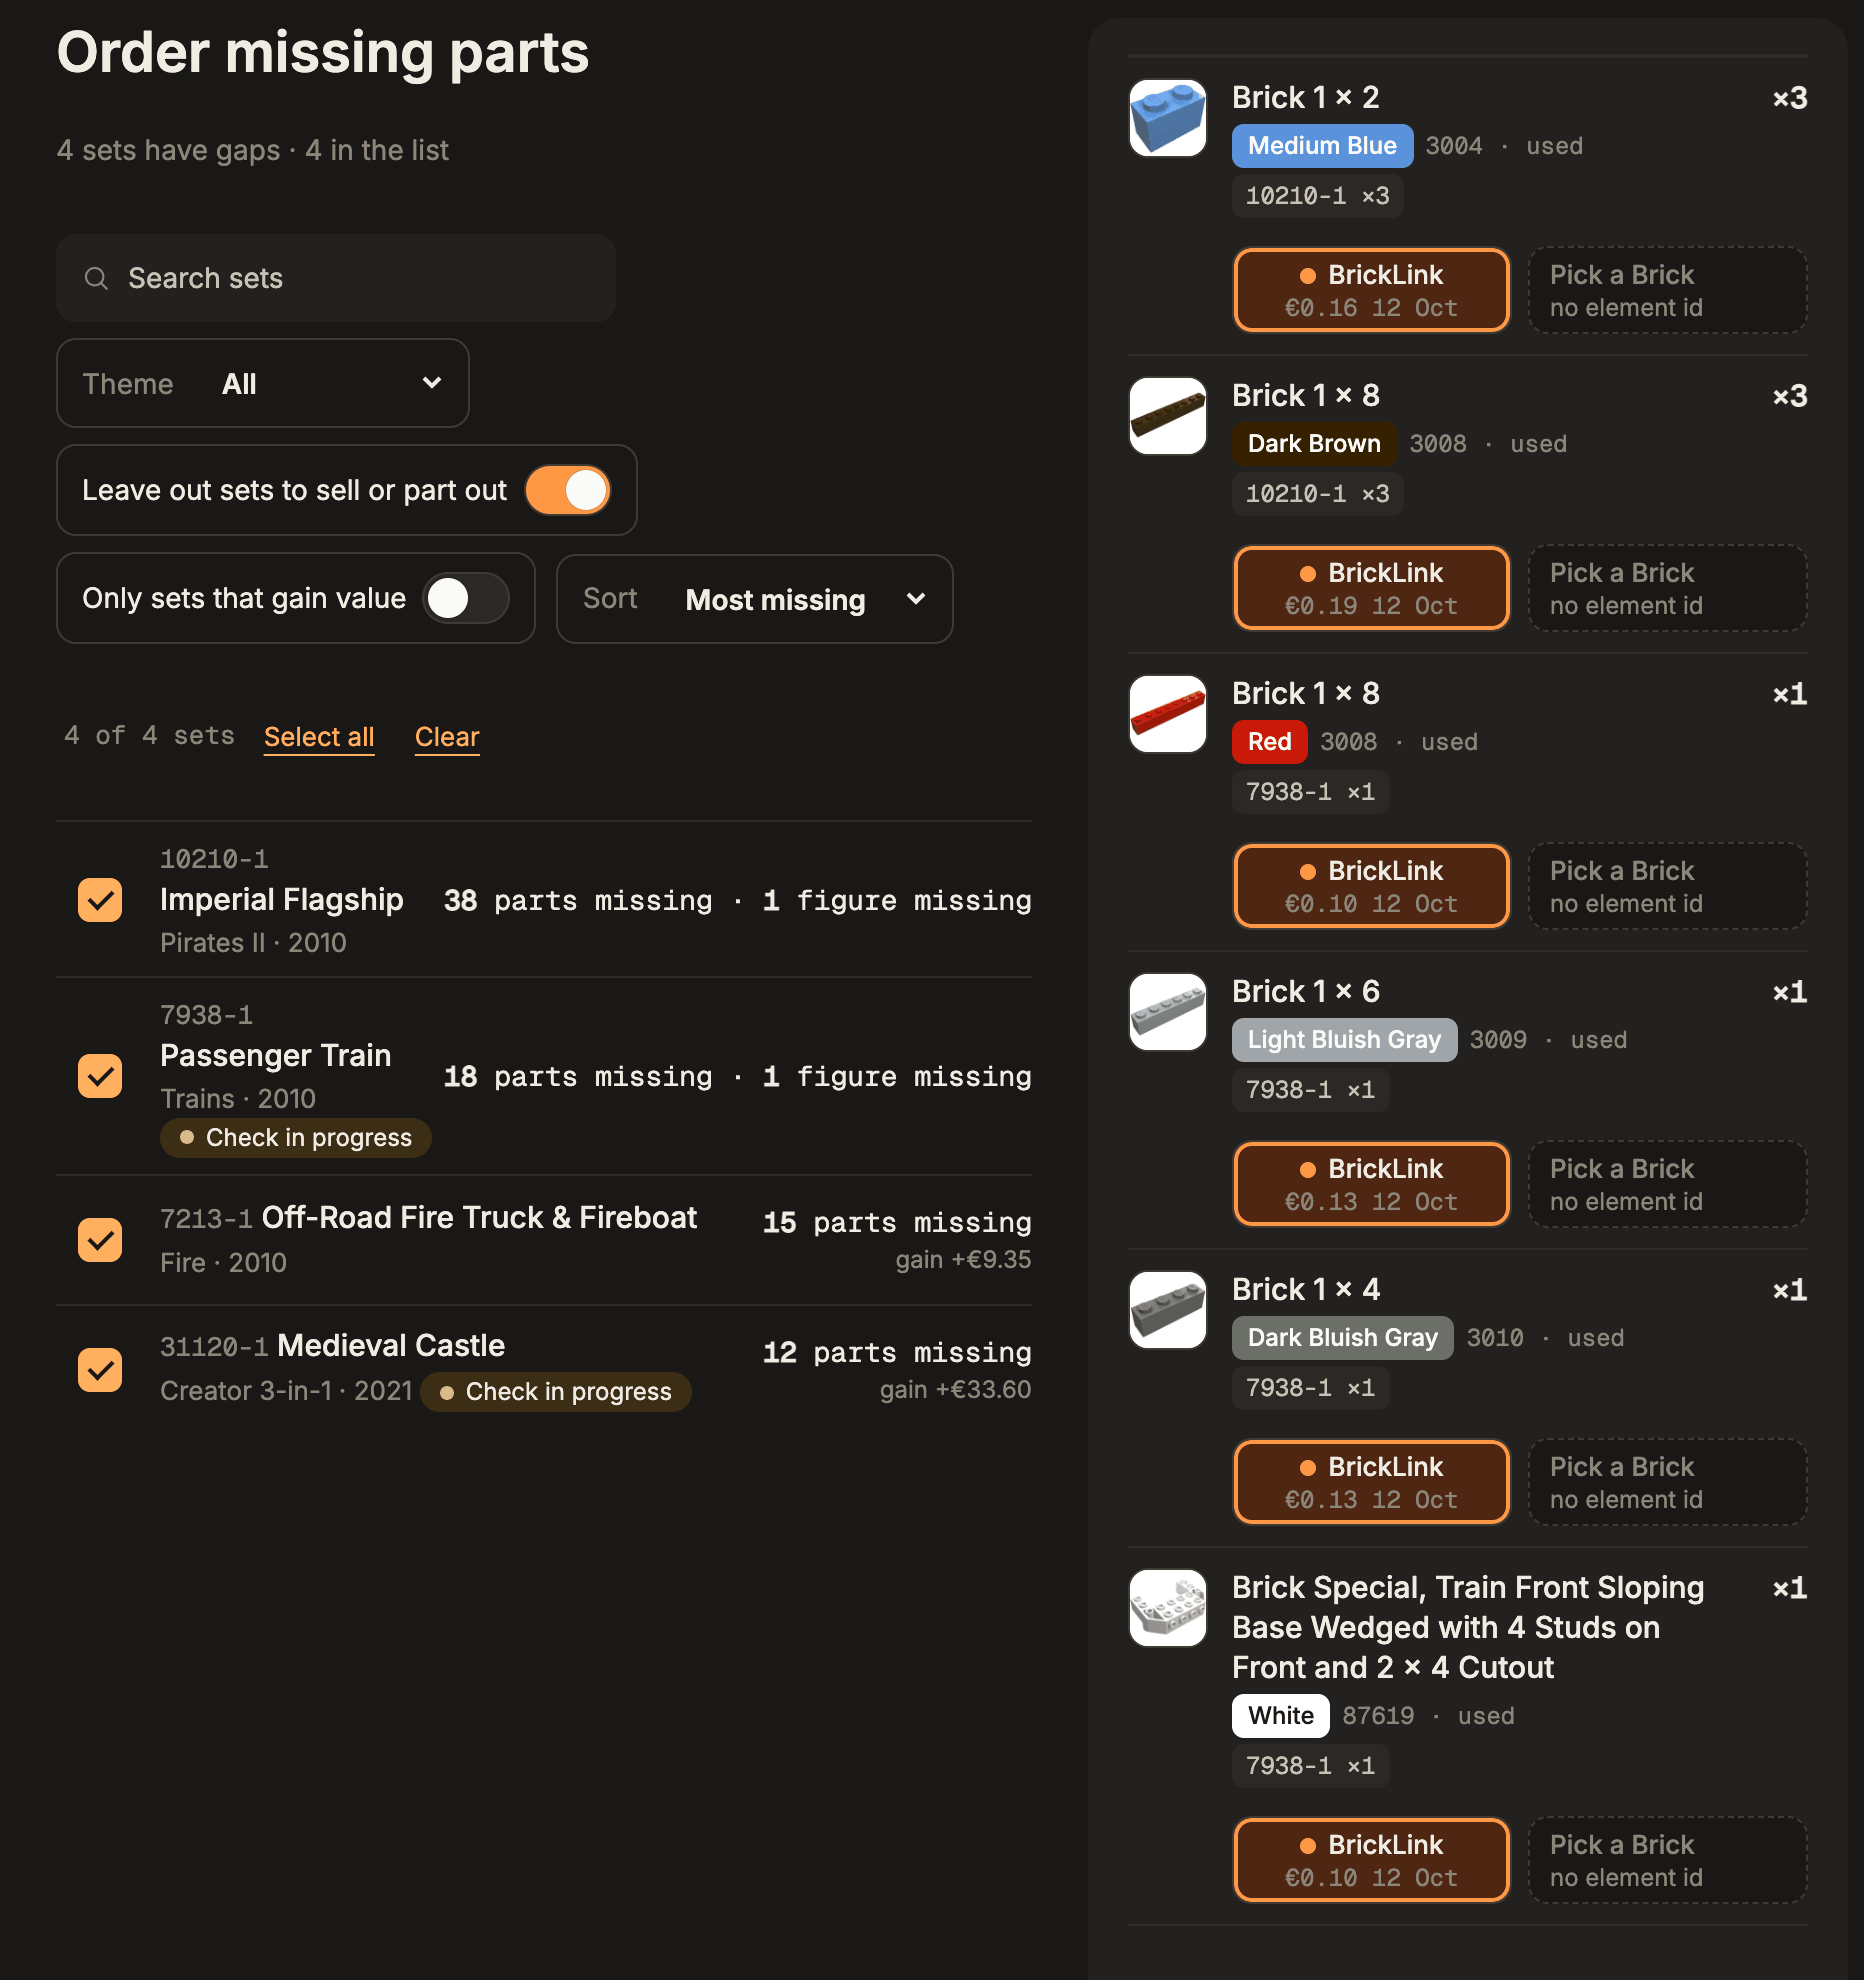 Order missing parts
4 sets have gaps · 4 in the list
Search sets
Theme All
Leave out sets to sell or part out
Only sets that gain value
Sort Most missing
4 of 4 sets Select all Clear
10210-1
Imperial Flagship
Pirates II · 2010
38 parts missing · 1 figure missing
7938-1
Passenger Train
Trains · 2010
Check in progress
18 parts missing · 1 figure missing
7213-1 Off-Road Fire Truck & Fireboat
Fire · 2010
15 parts missing
gain +€9.35
31120-1 Medieval Castle
Creator 3-in-1 · 2021 Check in progress
12 parts missing
gain +€33.60
Brick 1 × 2 ×3
Medium Blue 3004 · used
10210-1 ×3
BrickLink
€0.16 12 Oct
Pick a Brick
no element id
Brick 1 × 8 ×3
Dark Brown 3008 · used
10210-1 ×3
BrickLink
€0.19 12 Oct
Pick a Brick
no element id
Brick 1 × 8 ×1
Red 3008 · used
7938-1 ×1
BrickLink
€0.10 12 Oct
Pick a Brick
no element id
Brick 1 × 6 ×1
Light Bluish Gray 3009 · used
7938-1 ×1
BrickLink
€0.13 12 Oct
Pick a Brick
no element id
Brick 1 × 4 ×1
Dark Bluish Gray 3010 · used
7938-1 ×1
BrickLink
€0.13 12 Oct
Pick a Brick
no element id
Brick Special, Train Front Sloping ×1
Base Wedged with 4 Studs on
Front and 2 × 4 Cutout
White 87619 · used
7938-1 ×1
BrickLink
€0.10 12 Oct
Pick a Brick
no element id